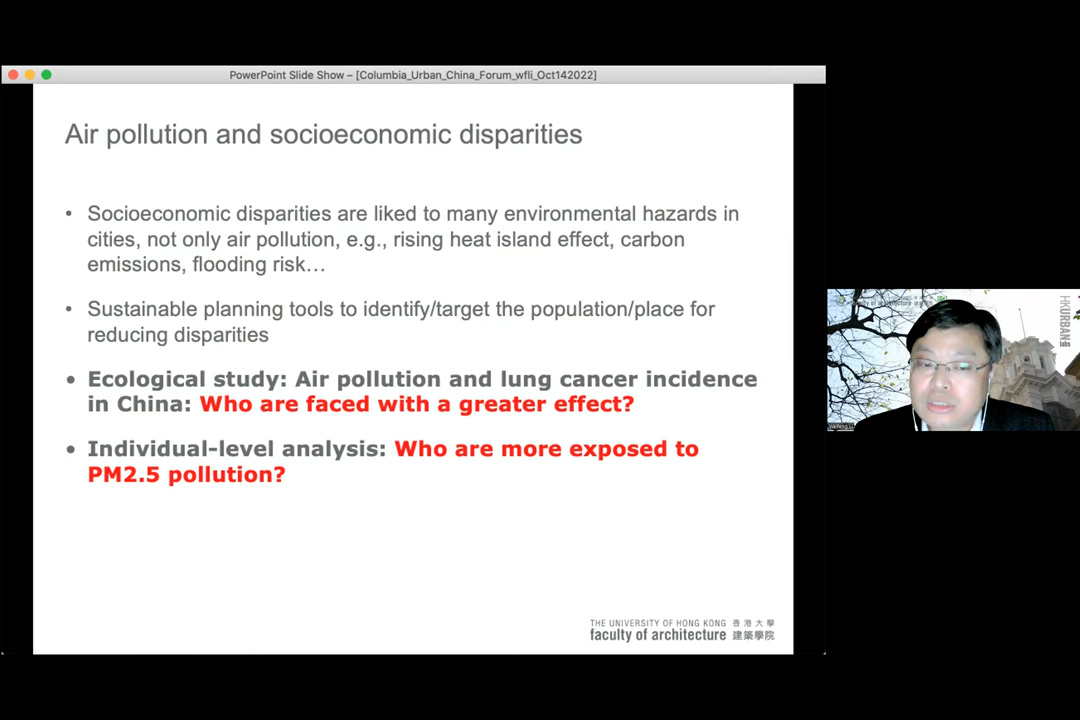 PowerPoint Slide Show – [Columbia_Urban_China_Forum_wfli_Oct142022]
Air pollution and socioeconomic disparities
• Socioeconomic disparities are liked to many environmental hazards in
cities, not only air pollution, e.g., rising heat island effect, carbon
emissions, flooding risk…
• Sustainable planning tools to identify/target the population/place for
reducing disparities
• Ecological study: Air pollution and lung cancer incidence
in China: Who are faced with a greater effect?
• Individual-level analysis: Who are more exposed to
PM2.5 pollution?
THE UNIVERSITY OF HONG KONG 香港大學
faculty of architecture 建築學院
HKURBAN
Weifeng Li